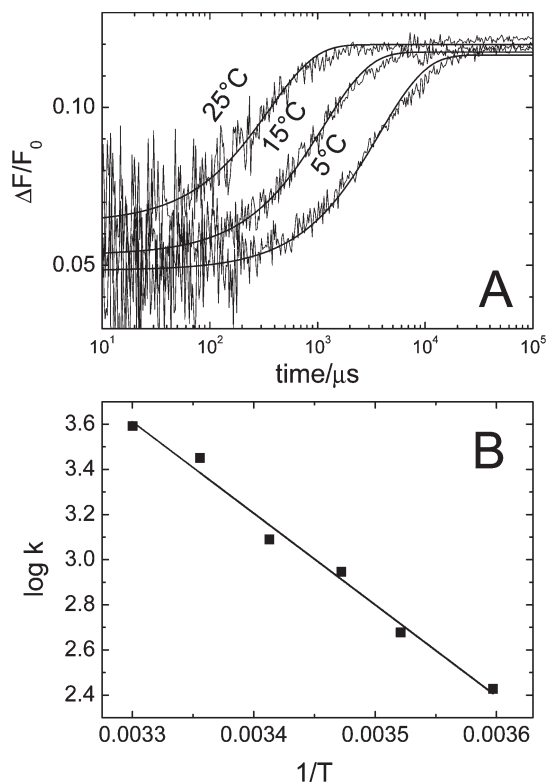 0.10
0.05
ΔF/F₀
25°C
15°C
5°C
A
10¹ 10² 10³ 10⁴ 10⁵
time/μs
3.6
3.4
3.2
3.0
2.8
2.6
2.4
log k
B
0.0033 0.0034 0.0035 0.0036
1/T